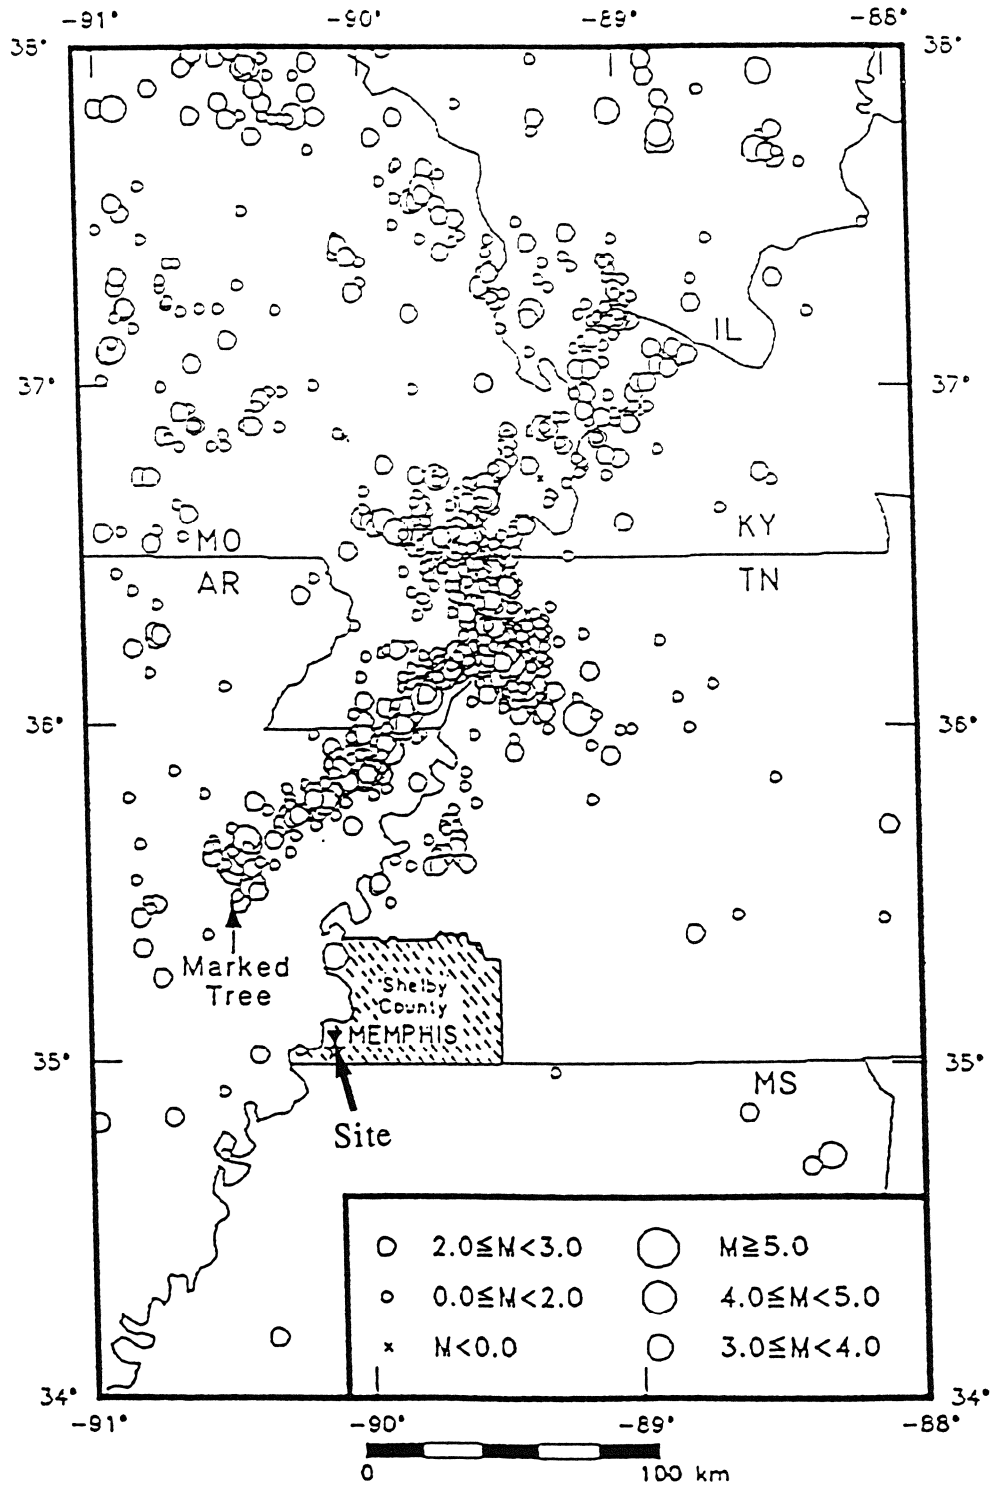 -91° -90° -89° -88°
38° 38°
IL
37° 37°
MO KY
AR TN
36° 36°
Marked
Tree
Shelby
County
MEMPHIS
35° 35°
MS
Site
2.0≦M<3.0 M≧5.0
0.0≦M<2.0 4.0≦M<5.0
M<0.0 3.0≦M<4.0
34° 34°
-91° -90° -89° -88°
0 100 km